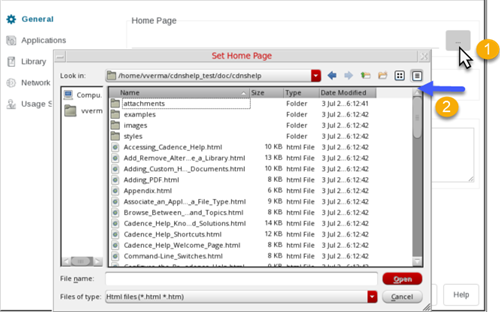 General
Home Page
1
Applications
...
Set Home Page
Library
Look in: /home/vverma/cdnshelp_test/doc/cdnshelp
Network
Usage S
Compu.
vverm
Name Size Type Date Modified
2
attachments Folder 3 Jul 2...6:12:41
examples Folder 3 Jul 2...6:12:42
images Folder 3 Jul 2...6:12:42
styles Folder 3 Jul 2...6:12:42
Accessing_Cadence_Help.html 10 KB html File 3 Jul 2...6:12:42
Add_Remove_Alter...e_a_Library.html 13 KB html File 3 Jul 2...6:12:42
Adding_Custom_H..._Documents.html 10 KB html File 3 Jul 2...6:12:42
Adding_PDF.html 8 KB html File 3 Jul 2...6:12:42
Appendix.html 6 KB html File 3 Jul 2...6:12:42
Associate_an_Appl..._a_File_Type.html 9 KB html File 3 Jul 2...6:12:42
Browse_Between_...and_Topics.html 8 KB html File 3 Jul 2...6:12:42
Cadence_Help_Kno...d_Solutions.html 14 KB html File 3 Jul 2...6:12:42
Cadence_Help_Shortcuts.html 12 KB html File 3 Jul 2...6:12:42
Cadence_Help_Welcome_Page.html 8 KB html File 3 Jul 2...6:12:42
Command-Line_Switches.html 8 KB html File 3 Jul 2...6:12:42
File name: Open
Files of type: Html files (*.html *.htm) Cancel
Help